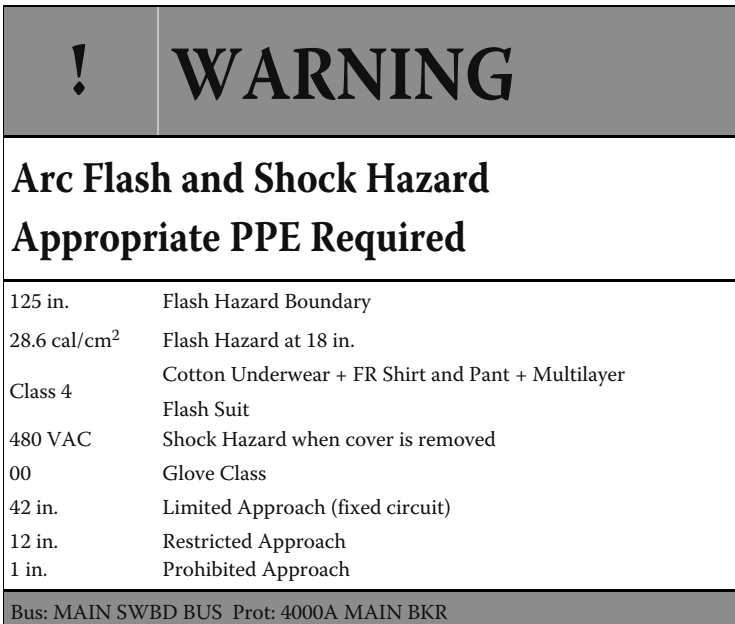 ! WARNING
Arc Flash and Shock Hazard
Appropriate PPE Required
125 in. Flash Hazard Boundary
28.6 cal/cm² Flash Hazard at 18 in.
Class 4 Cotton Underwear + FR Shirt and Pant + Multilayer
Flash Suit
480 VAC Shock Hazard when cover is removed
00 Glove Class
42 in. Limited Approach (fixed circuit)
12 in. Restricted Approach
1 in. Prohibited Approach
Bus: MAIN SWBD BUS Prot: 4000A MAIN BKR